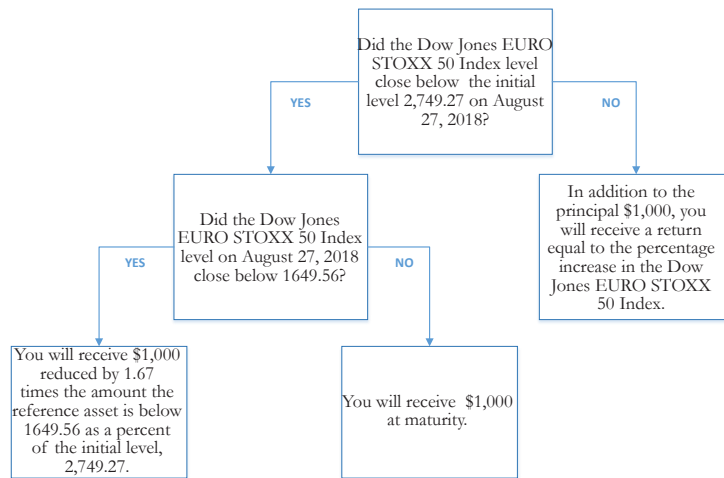 Did the Dow Jones EURO
STOXX 50 Index level
close below the initial
level 2,749.27 on August
27, 2018?
YES
NO
Did the Dow Jones
EURO STOXX 50 Index
level on August 27, 2018
close below 1649.56?
In addition to the
principal $1,000, you
will receive a return
equal to the percentage
increase in the Dow
Jones EURO STOXX
50 Index.
YES
NO
You will receive $1,000
reduced by 1.67
times the amount the
reference asset is below
1649.56 as a percent
of the initial level,
2,749.27.
You will receive $1,000
at maturity.